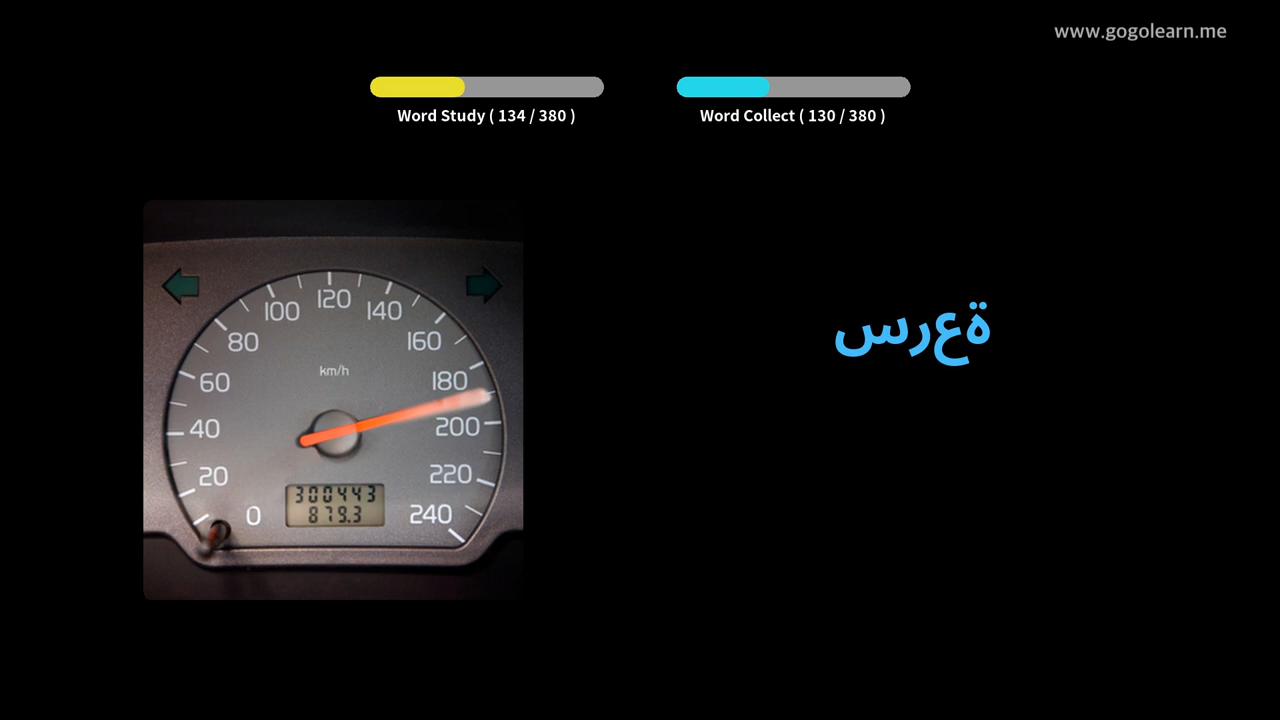 www.gogolearn.me
Word Study ( 134 / 380 )
Word Collect ( 130 / 380 )
100 120 140
80 160
km/h
60 180
40 200
20 220
0 240
300443
879.3
ةعرس